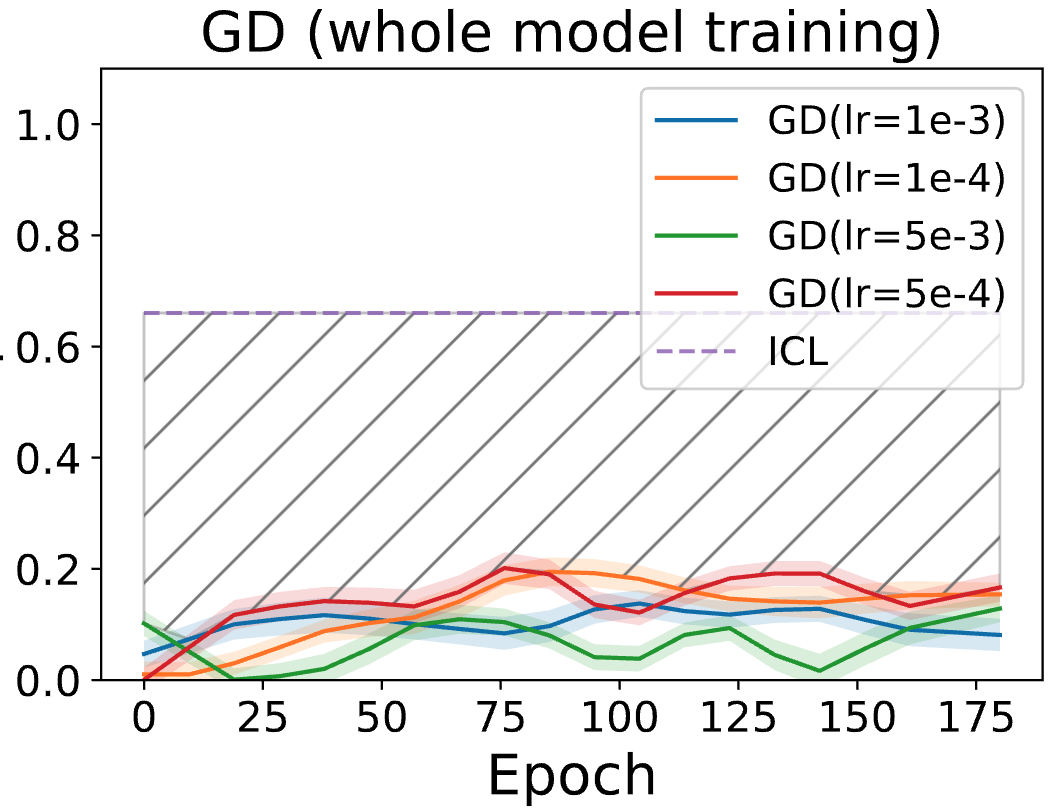 GD (whole model training)
1.0
0.8
0.6
0.4
0.2
0.0
GD(lr=1e-3)
GD(lr=1e-4)
GD(lr=5e-3)
GD(lr=5e-4)
ICL
0 25 50 75 100 125 150 175
Epoch